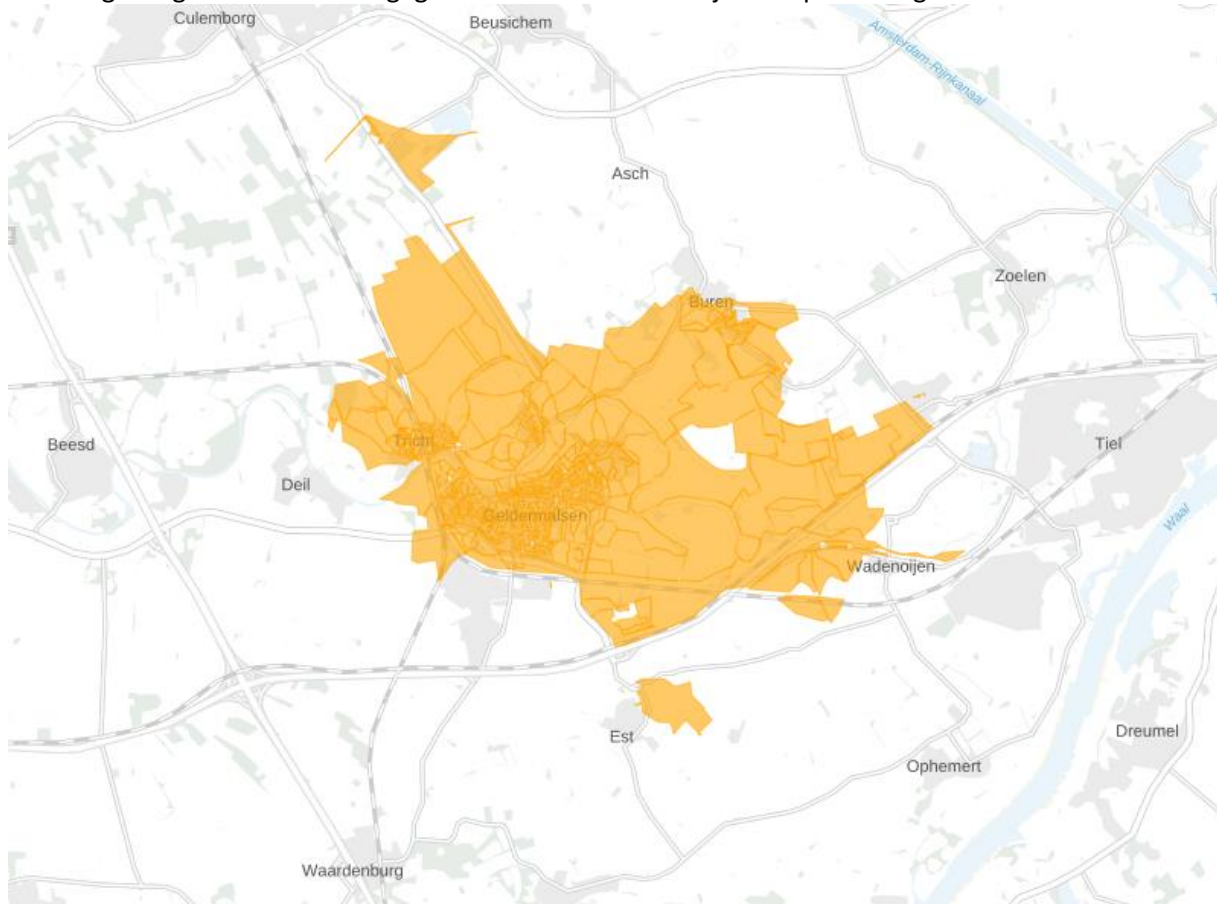 Culemborg
Beusichem
Amsterdam-Rijnkanaal
Asch
Zoelen
Buren
Beesd
Tricht
Tiel
Deil
Geldermalsen
Waal
Wadenoijen
Est
Dreumel
Ophemert
Waardenburg